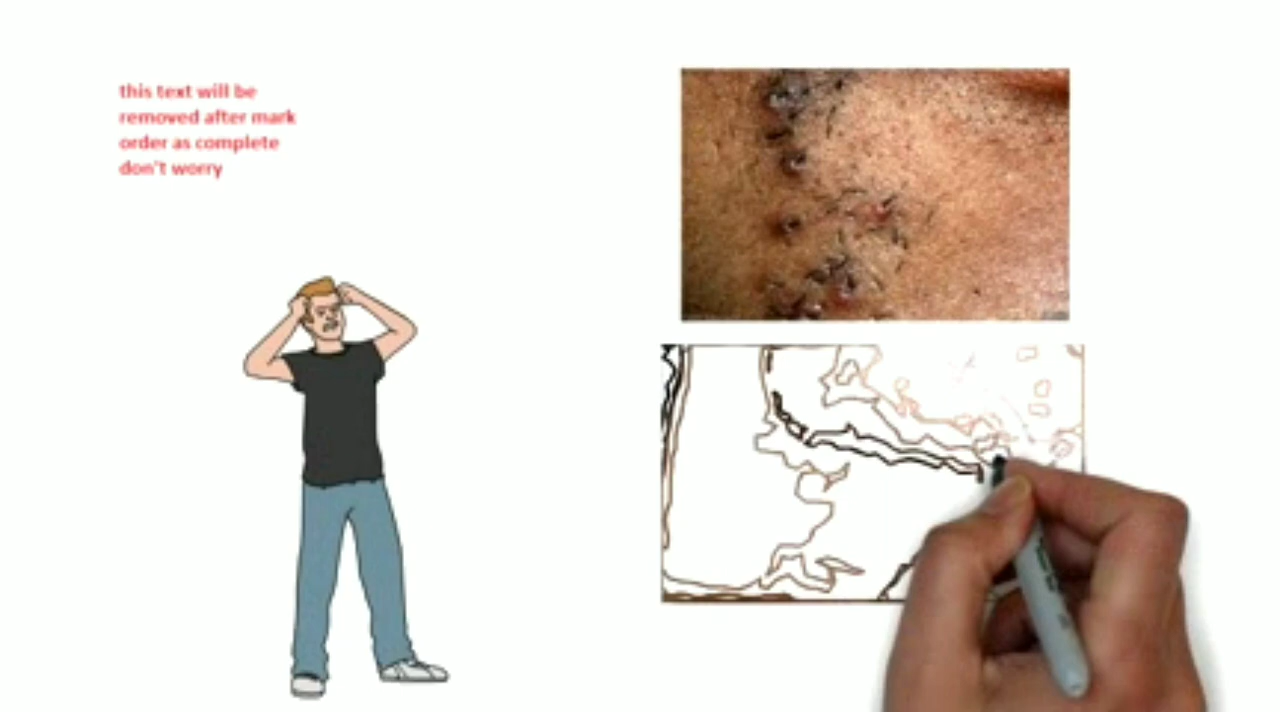 this text will be
removed after mark
order as complete
don't worry